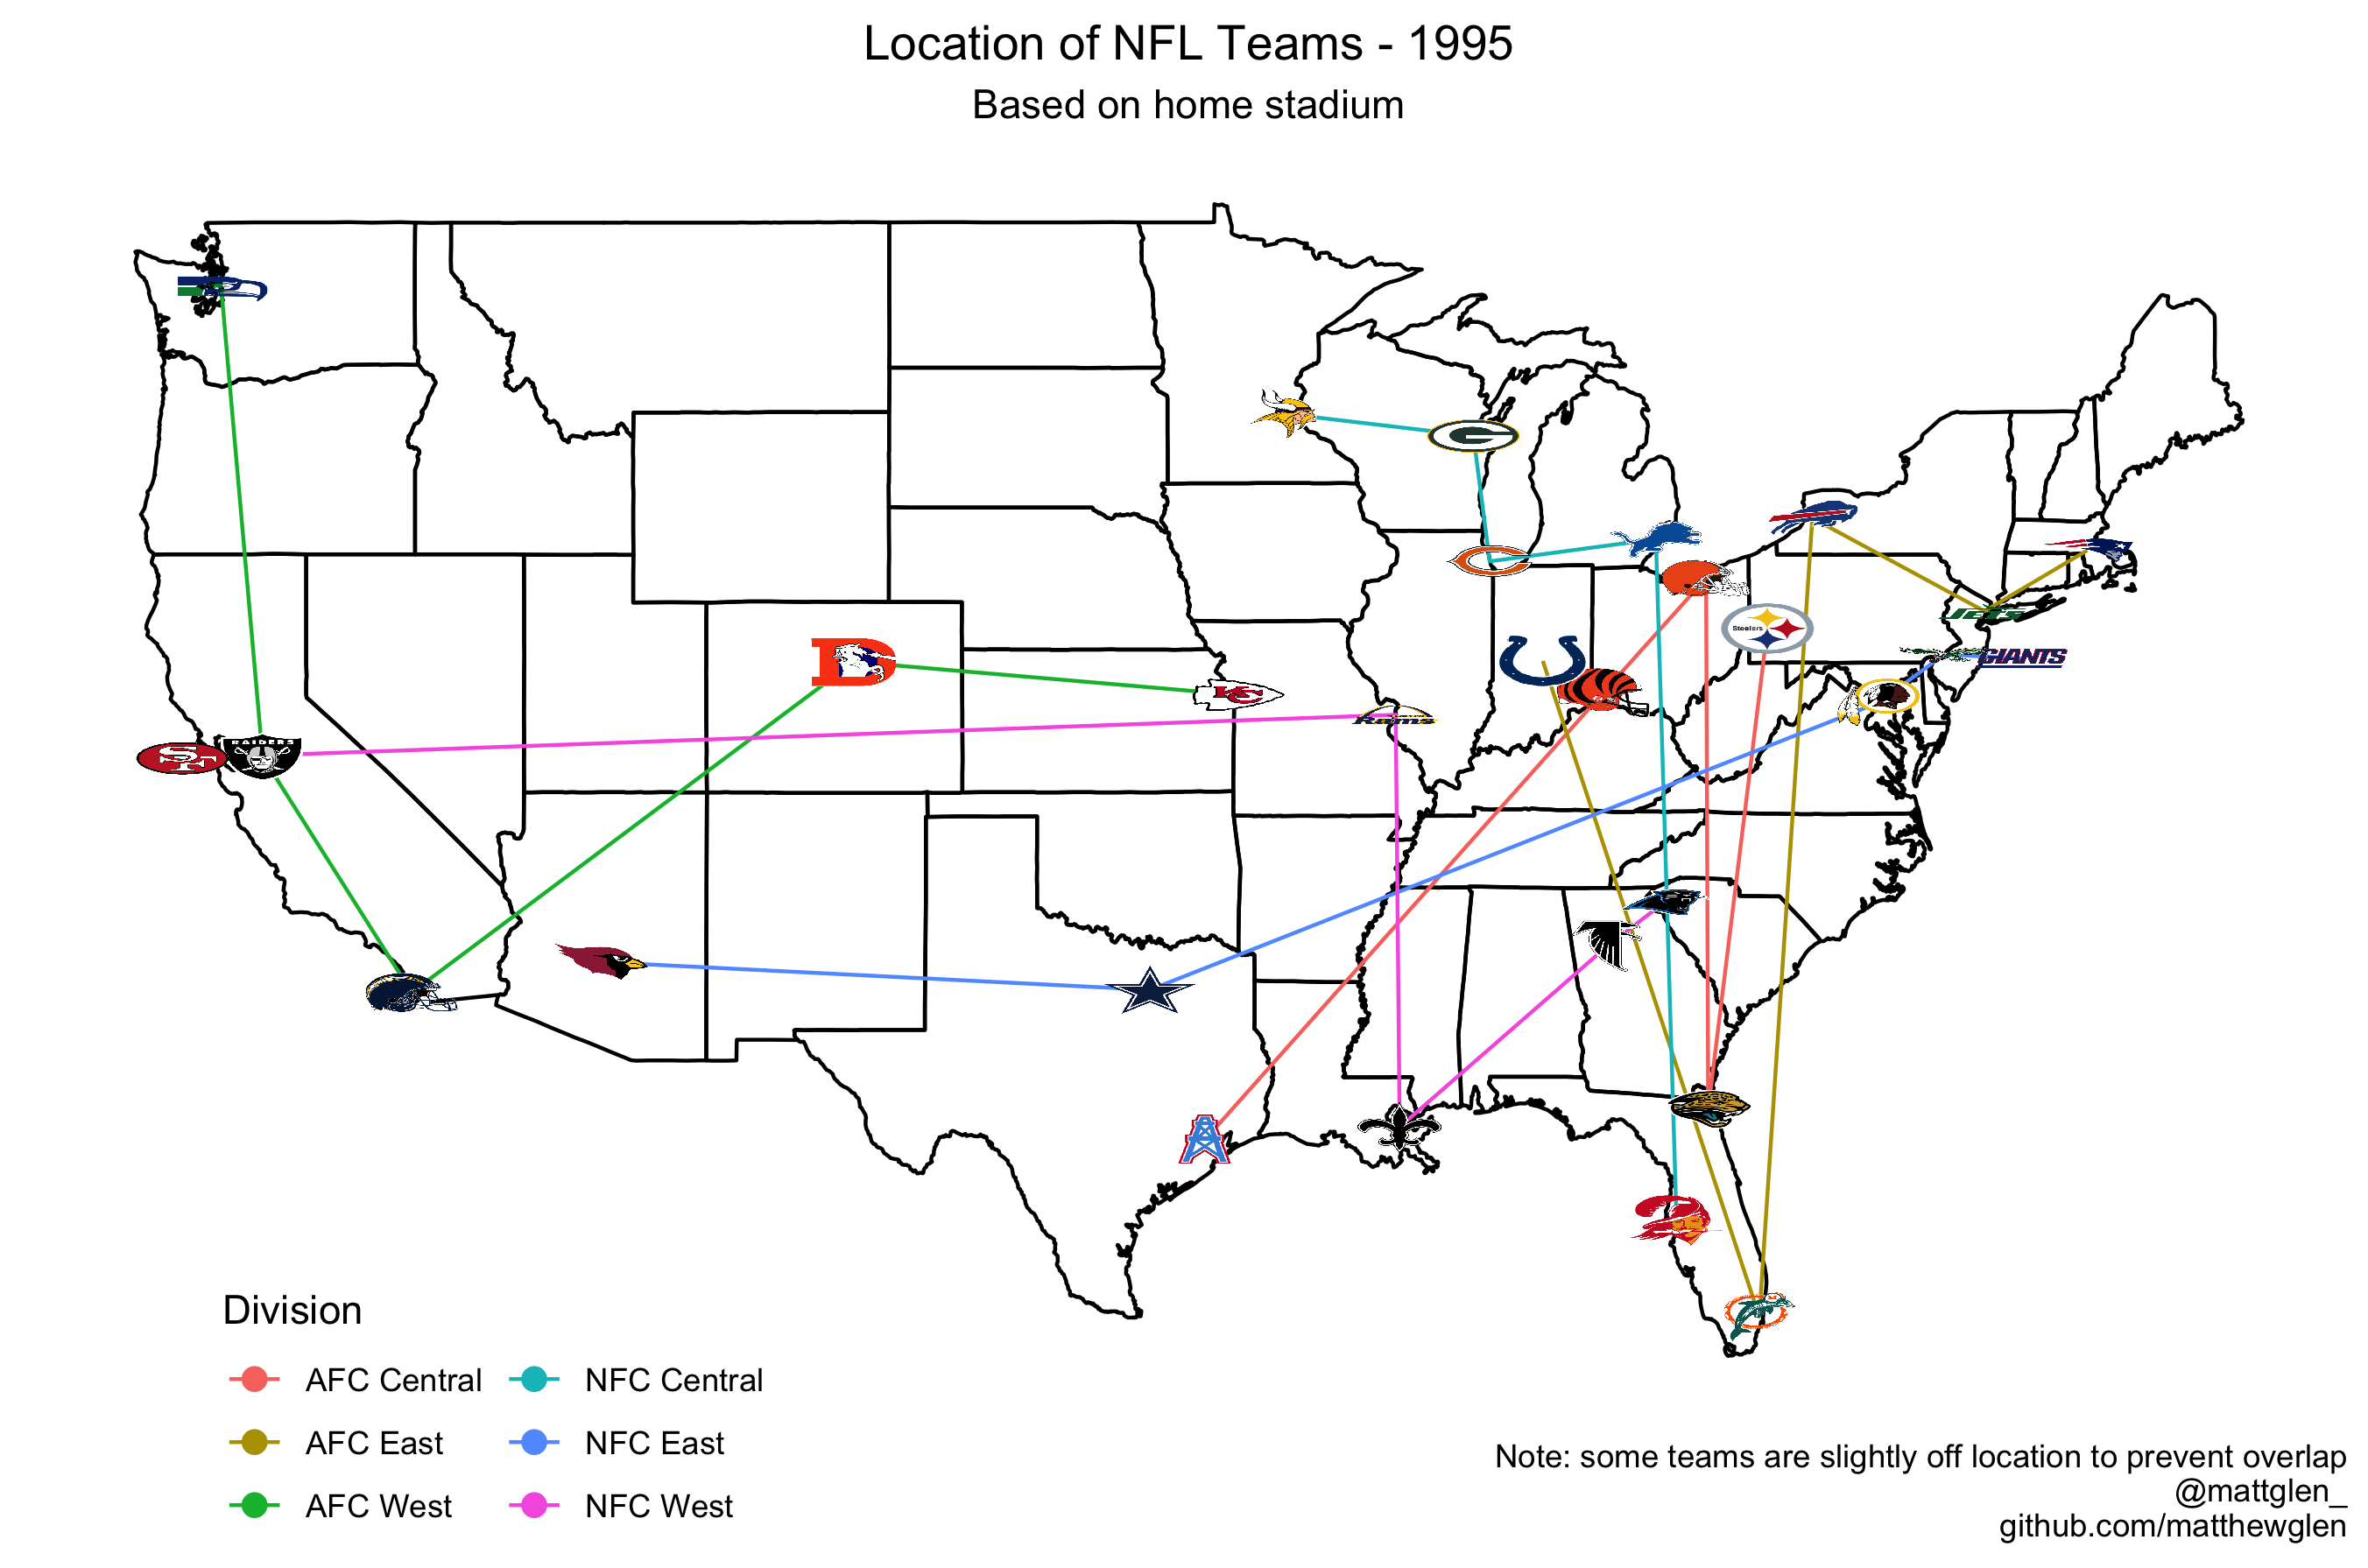 Location of NFL Teams - 1995
Based on home stadium
Steelers
Jets
GIANTS
KC
Rams
SF
RAIDERS
D
G
C
Division
AFC Central
NFC Central
AFC East
NFC East
AFC West
NFC West
Note: some teams are slightly off location to prevent overlap
@mattglen_
github.com/matthewglen